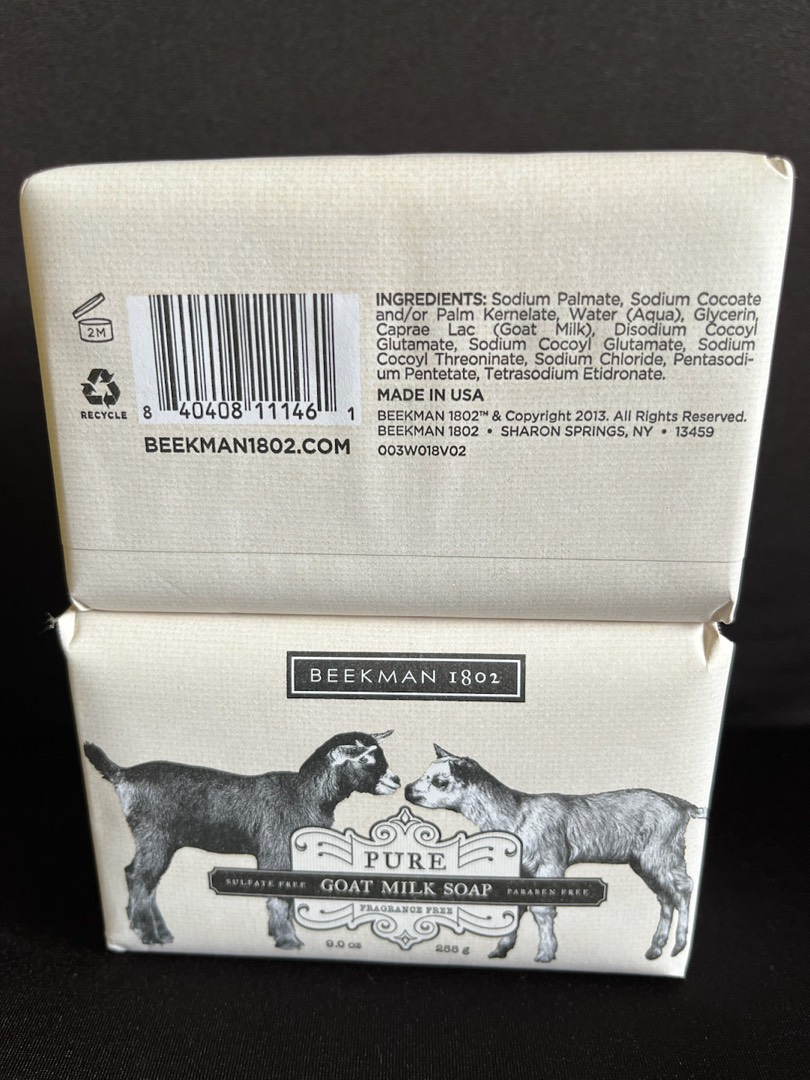 2M
RECYCLE
8 40408 11146 1
BEEKMAN1802.COM
INGREDIENTS: Sodium Palmate, Sodium Cocoate
and/or Palm Kernelate, Water (Aqua), Glycerin,
Caprae Lac (Goat Milk), Disodium Cocoyl
Glutamate, Sodium Cocoyl Glutamate, Sodium
Cocoyl Threoninate, Sodium Chloride, Pentasodi-
um Pentetate, Tetrasodium Etidronate.
MADE IN USA
BEEKMAN 1802™ & Copyright 2013. All Rights Reserved.
BEEKMAN 1802 • SHARON SPRINGS, NY • 13459
003W018V02
BEEKMAN 1802
PURE
SULFATE FREE GOAT MILK SOAP PARABEN FREE
FRAGRANCE FREE
9.0 oz 255 g